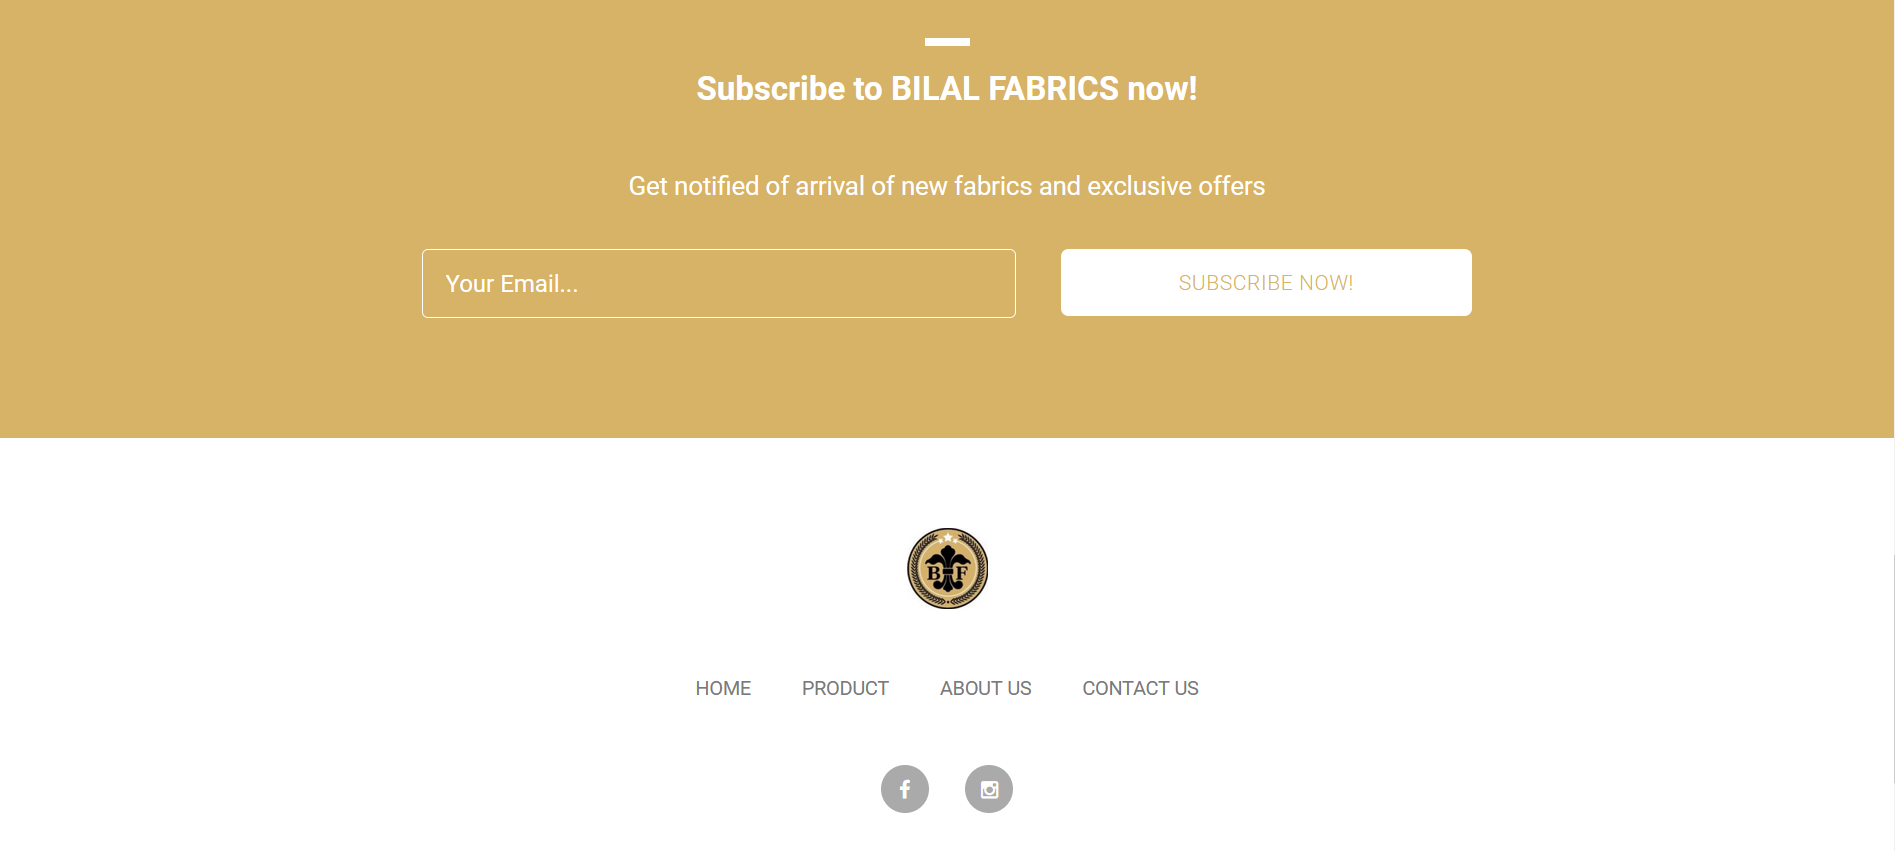 Subscribe to BILAL FABRICS now!
Get notified of arrival of new fabrics and exclusive offers
Your Email...
SUBSCRIBE NOW!
B F
HOME
PRODUCT
ABOUT US
CONTACT US